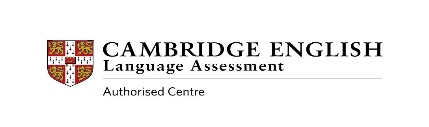 CAMBRIDGE ENGLISH
Language Assessment
Authorised Centre